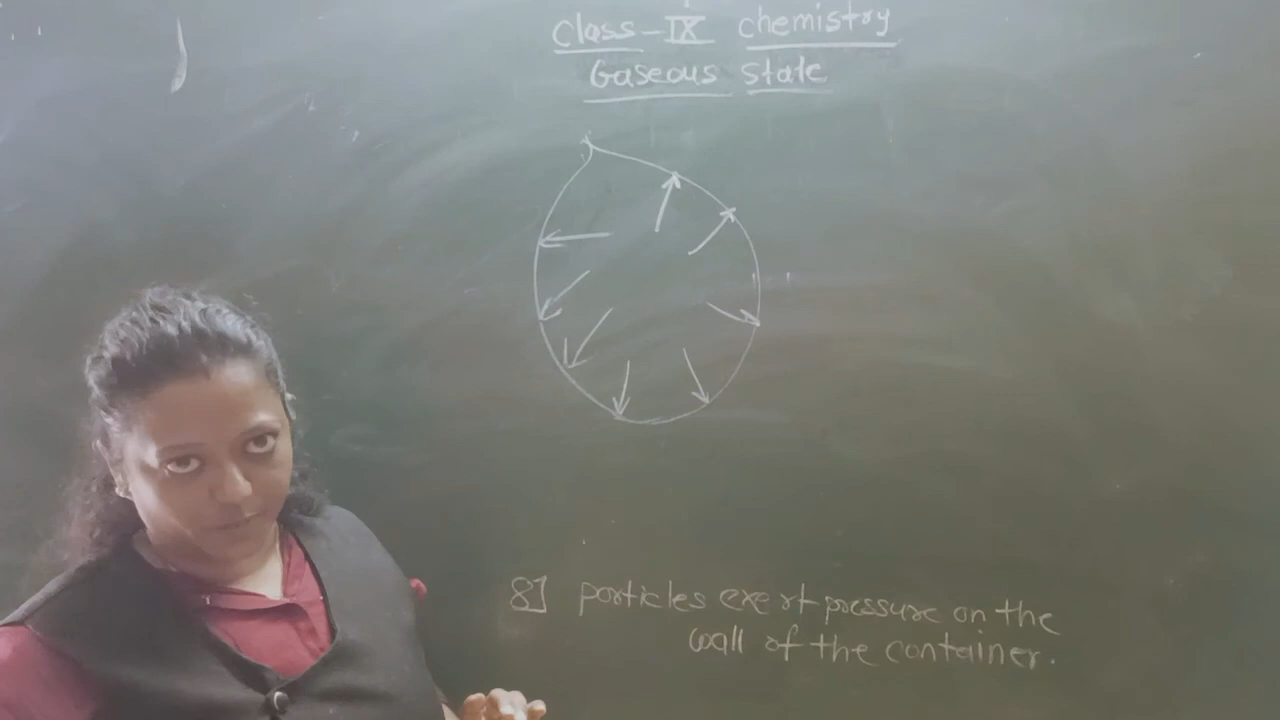 Class-IX chemistry
Gaseous state
8] particles exert pressure on the
wall of the container.